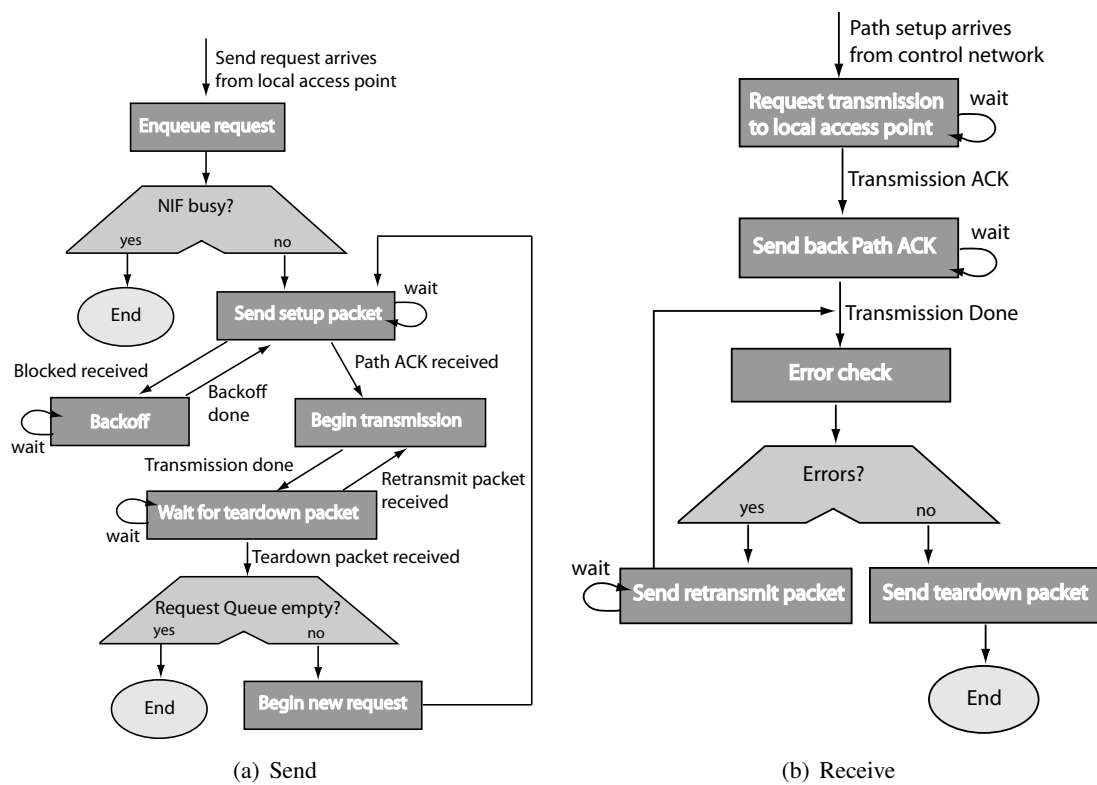 Send request arrives
from local access point
Enqueue request
NIF busy?
yes
no
End
Send setup packet
wait
Blocked received
Path ACK received
Backoff
done
Backoff
wait
Begin transmission
Transmission done
Retransmit packet
received
Wait for teardown packet
wait
Teardown packet received
Request Queue empty?
yes
no
End
Begin new request
(a) Send
Path setup arrives
from control network
Request transmission
to local access point
wait
Transmission ACK
Send back Path ACK
wait
Transmission Done
Error check
Errors?
yes
no
wait
Send retransmit packet
Send teardown packet
End
(b) Receive